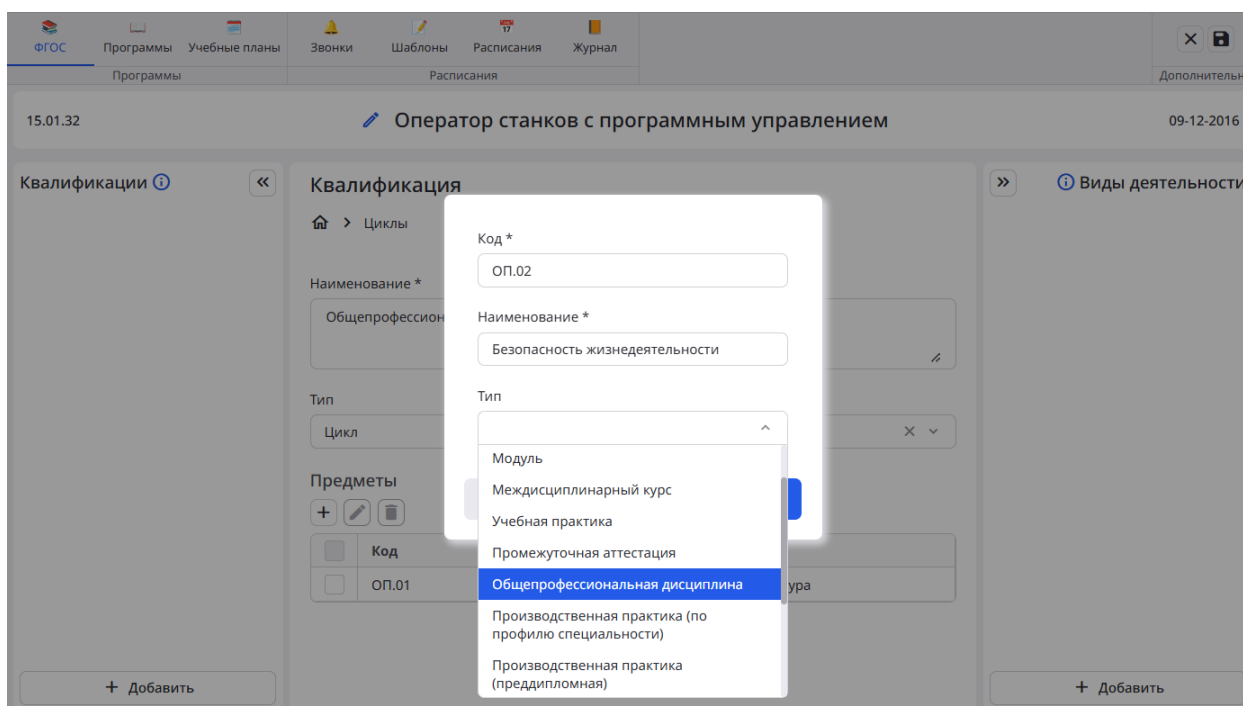 ФГОС
Программы
Учебные планы
Звонки
Шаблоны
Расписания
Журнал
Программы
Расписания
Дополнительн
15.01.32
Оператор станков с программным управлением
09-12-2016
Квалификации
Квалификация
Виды деятельности
Циклы
Код *
ОП.02
Наименование *
Общепрофессион
Наименование *
Безопасность жизнедеятельности
Тип
Цикл
Тип
Модуль
Междисциплинарный курс
Учебная практика
Промежуточная аттестация
Общепрофессиональная дисциплина
Производственная практика (по
профилю специальности)
Производственная практика
(преддипломная)
Предметы
Код
ОП.01
ура
+ Добавить
+ Добавить